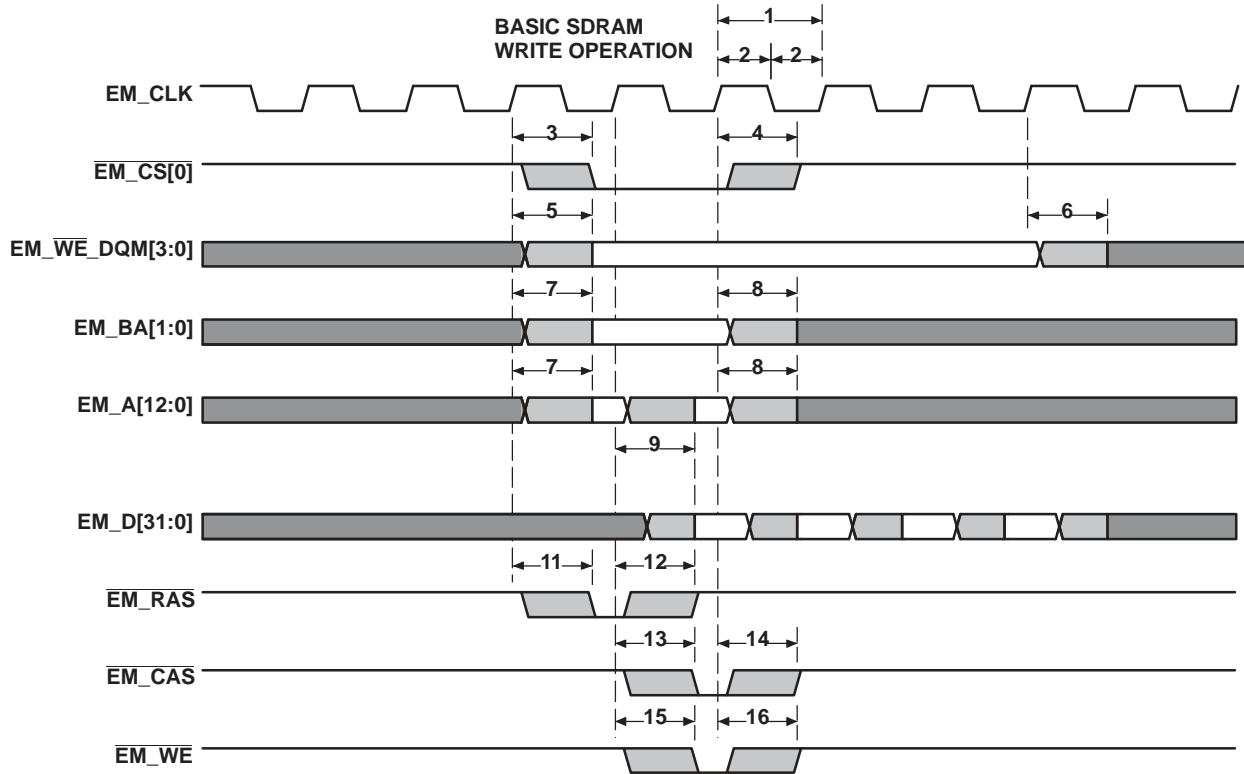 BASIC SDRAM
WRITE OPERATION
1
2 2
EM_CLK
3 4
EM_CS[0]
5 6
EM_WE_DQM[3:0]
7 8
EM_BA[1:0]
7 8
EM_A[12:0]
9
EM_D[31:0]
11 12
EM_RAS
13 14
EM_CAS
15 16
EM_WE